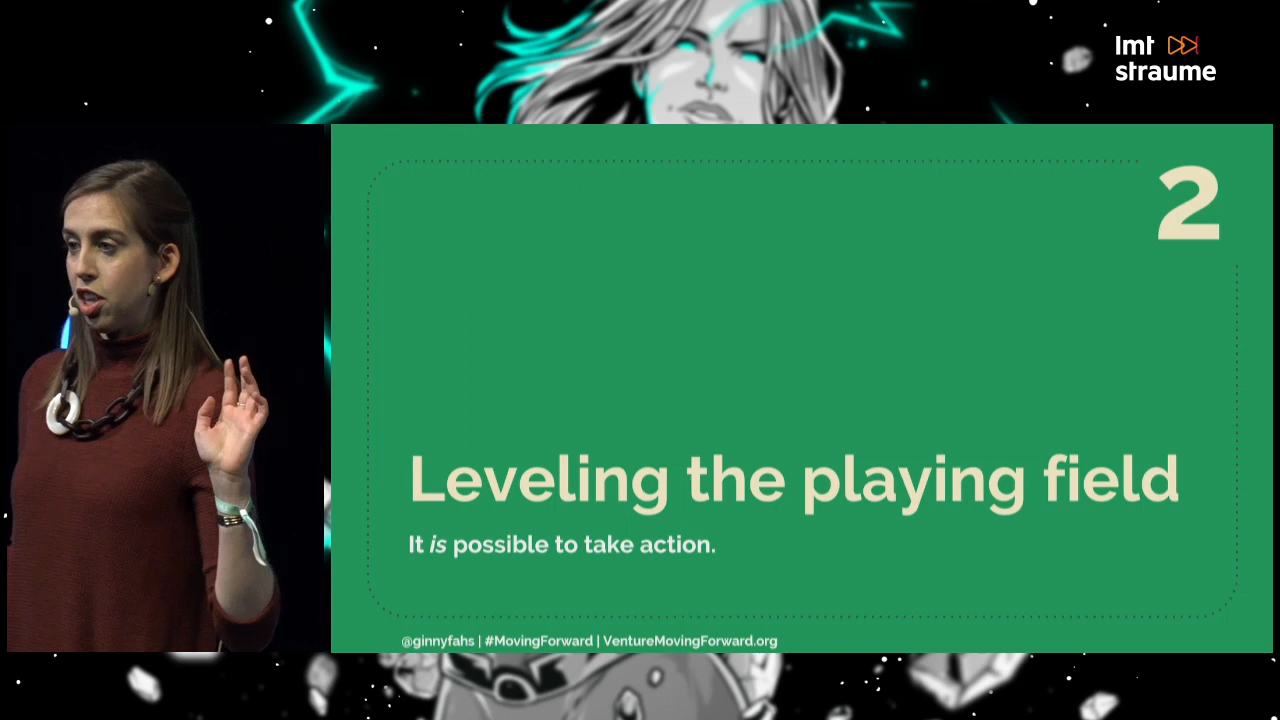 lmt
straume
2
Leveling the playing field
It is possible to take action.
@ginnyfahs | #MovingForward | VentureMovingForward.org